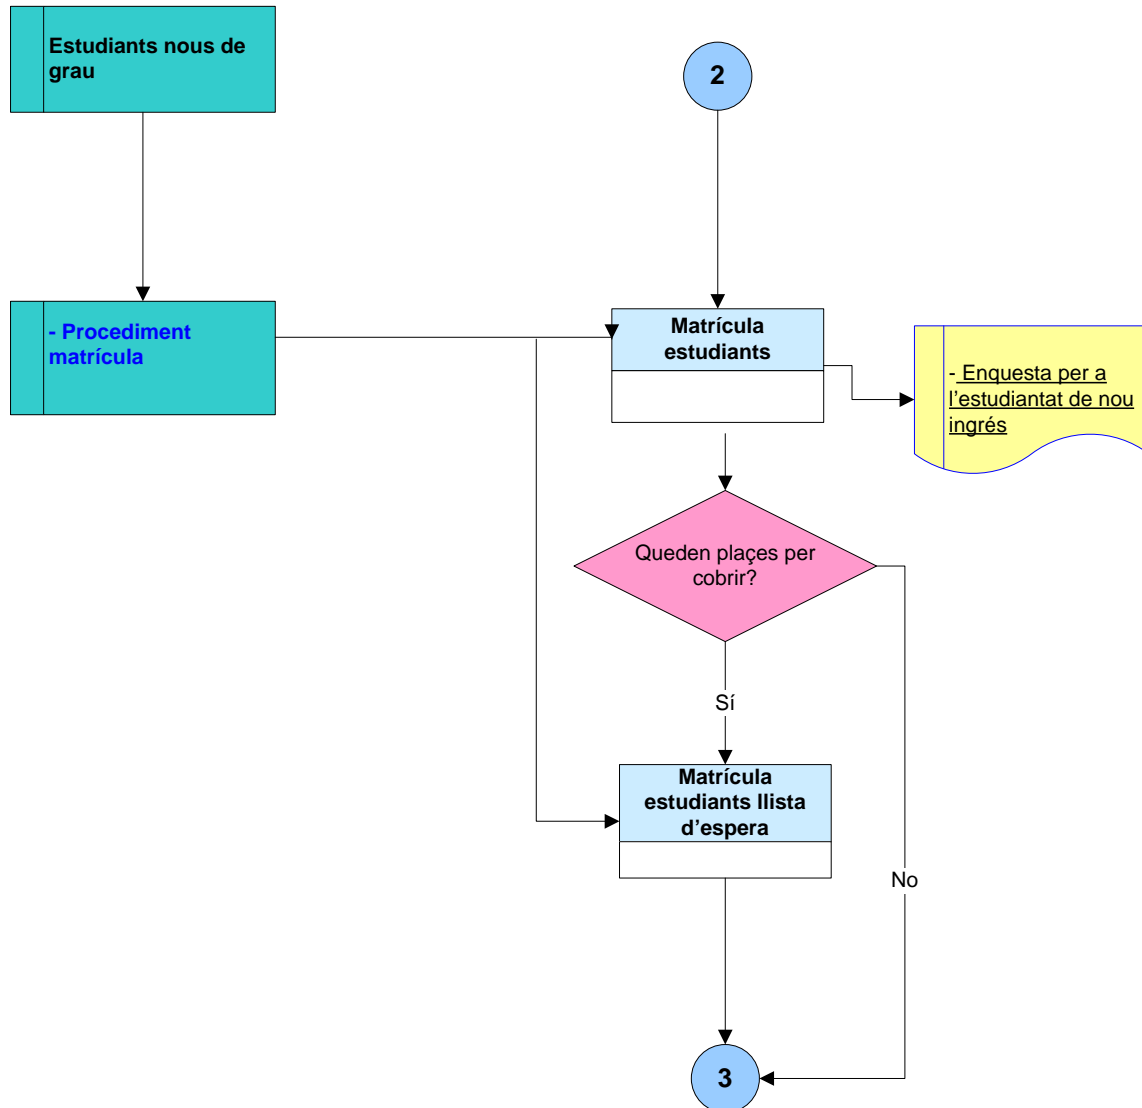 Estudiants nous de
grau
2
- Procediment
matrícula
Matrícula
estudiants
- Enquesta per a
l’estudiantat de nou
ingrés
Queden plaçes per
cobrir?
Sí
Matrícula
estudiants llista
d’espera
No
3